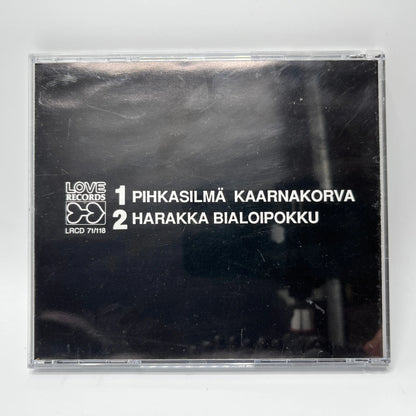 LOVE
RECORDS
LRCD 71/118
1 PIHKASILMÄ KAARNAKORVA
2 HARAKKA BIALOIPOKKU